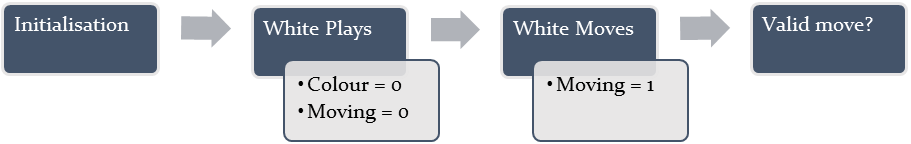 Initialisation
White Plays
• Colour = 0
• Moving = 0
White Moves
• Moving = 1
Valid move?